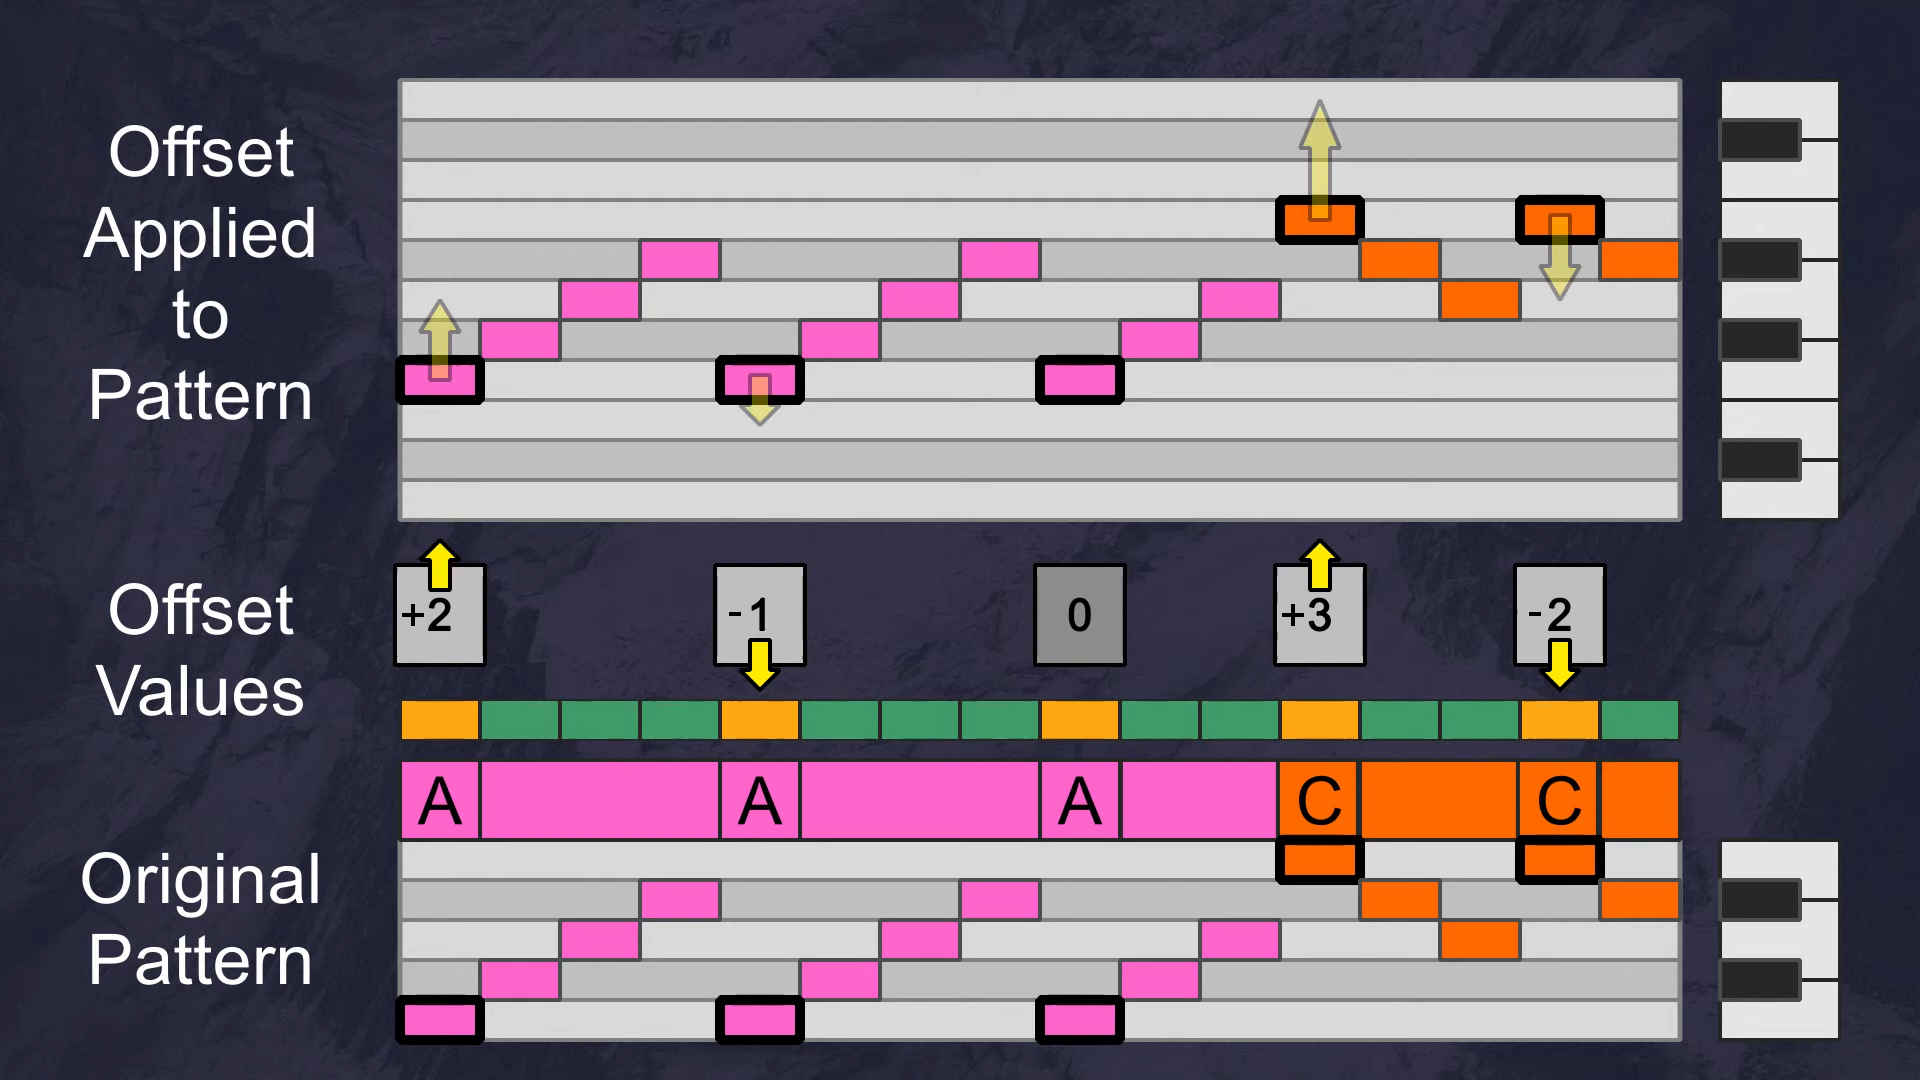 Offset
Applied
to
Pattern
Offset
Values
+2
-1
0
+3
-2
A
A
A
C
C
Original
Pattern